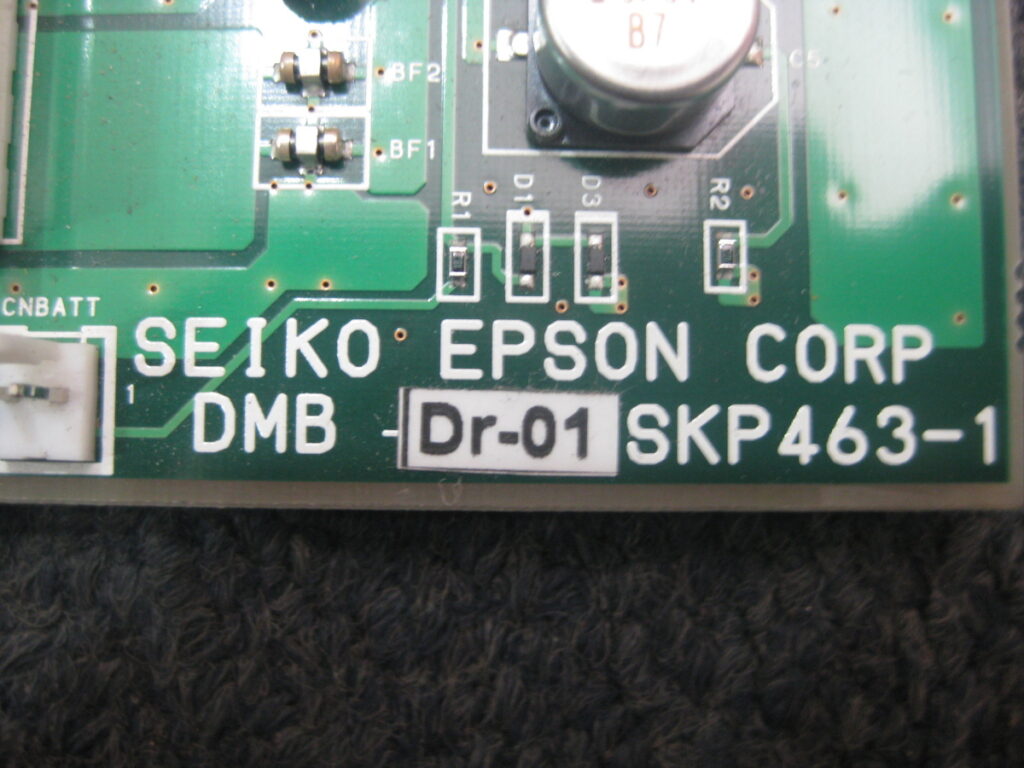 B7
C5
BF2
BF1
R1
D1
D3
R2
CNBATT
1
SEIKO EPSON CORP
DMB - Dr-01 SKP463-1